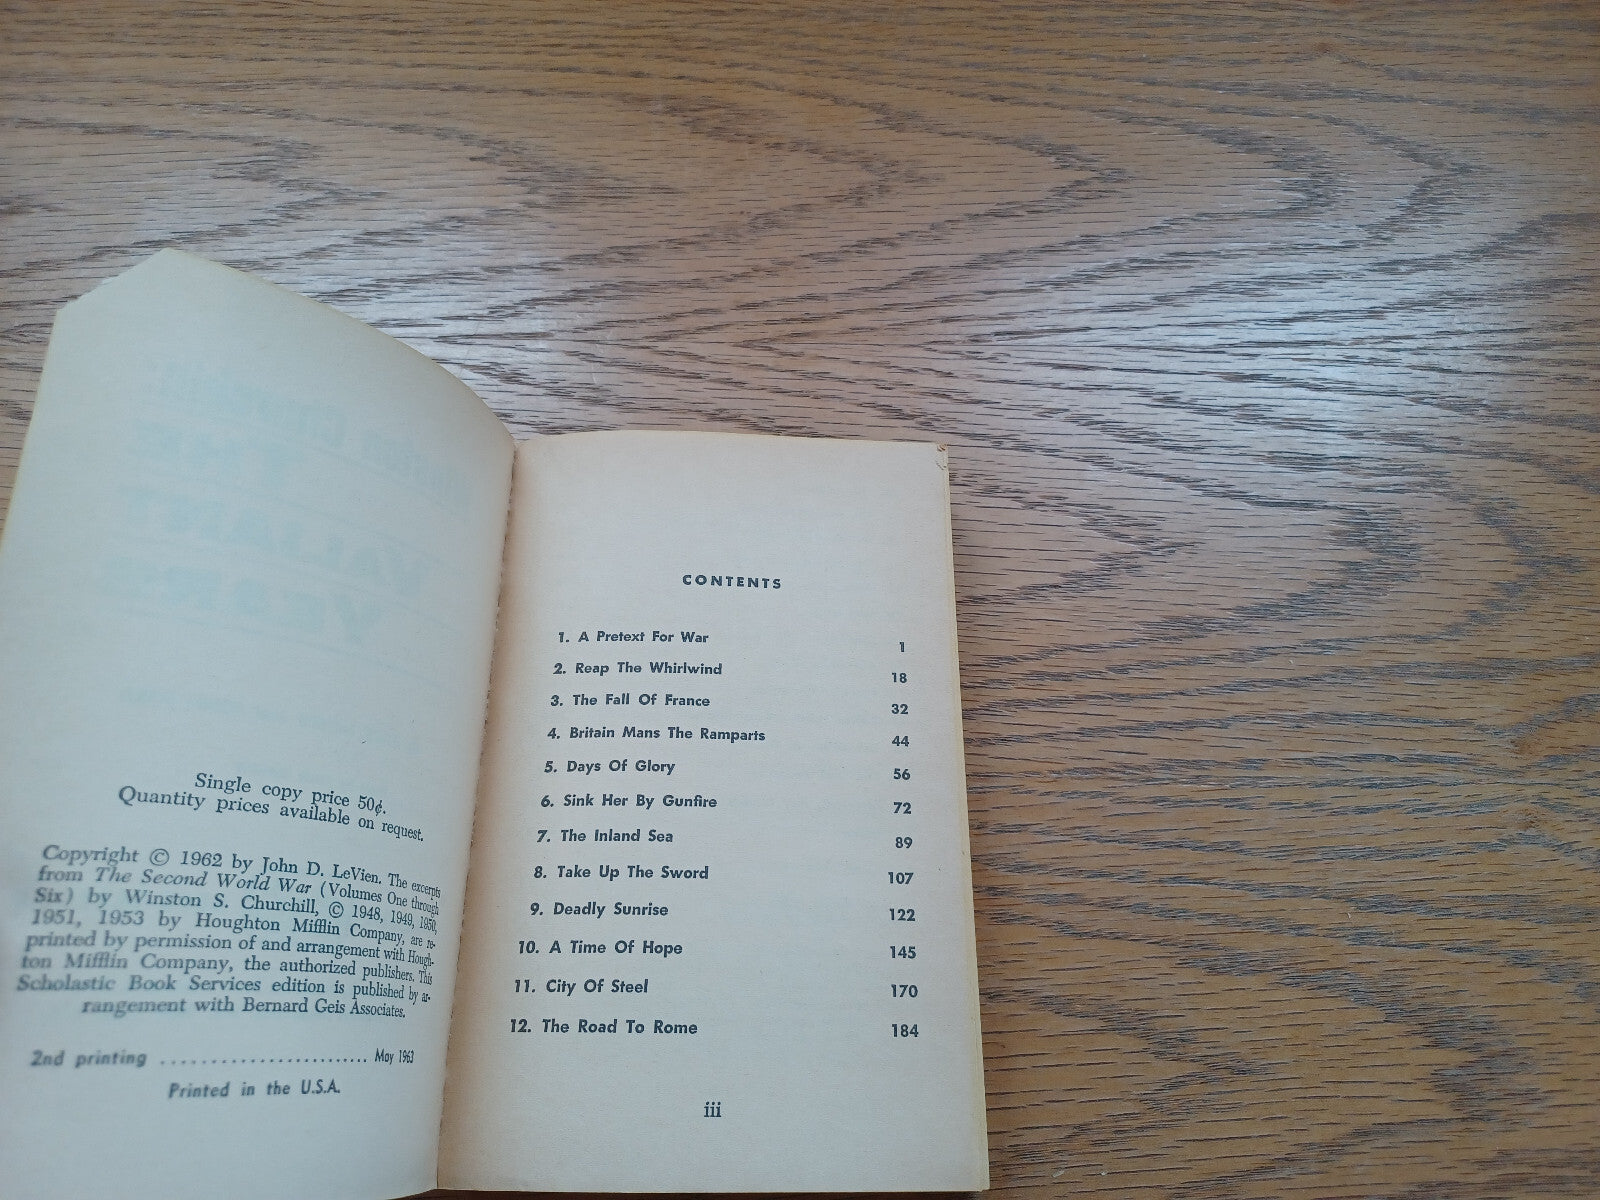 Single copy price 50¢.
Quantity prices available on request.
Copyright © 1962 by John D. LeVien. The excerpts
from The Second World War (Volumes One through
Six) by Winston S. Churchill, © 1948, 1949, 1950,
1951, 1953 by Houghton Mifflin Company, are re-
printed by permission of and arrangement with Hough-
ton Mifflin Company, the authorized publishers. This
Scholastic Book Services edition is published by ar-
rangement with Bernard Geis Associates.
2nd printing ........................ May 1963
Printed in the U.S.A.
CONTENTS
1. A Pretext For War 1
2. Reap The Whirlwind 18
3. The Fall Of France 32
4. Britain Mans The Ramparts 44
5. Days Of Glory 56
6. Sink Her By Gunfire 72
7. The Inland Sea 89
8. Take Up The Sword 107
9. Deadly Sunrise 122
10. A Time Of Hope 145
11. City Of Steel 170
12. The Road To Rome 184
iii